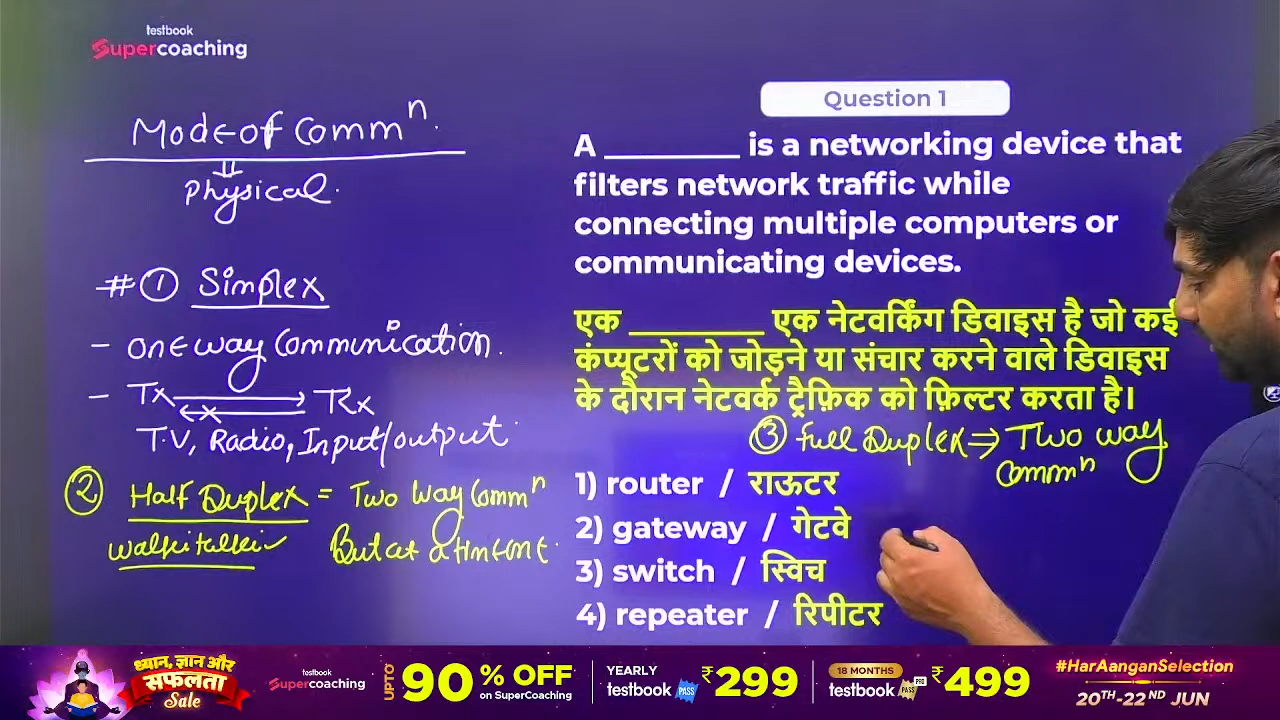 testbook
Supercoaching
Mode of Commⁿ.
Physical.
# ① Simplex
- one way Communication.
- Tx Rx
T.V, Radio, Input/output
② Half Duplex = Two way Commⁿ
walkitalki But at a time one.
Question 1
A ________ is a networking device that
filters network traffic while
connecting multiple computers or
communicating devices.
एक ________ एक नेटवर्किंग डिवाइस है जो कई
कंप्यूटरों को जोड़ने या संचार करने वाले डिवाइस
के दौरान नेटवर्क ट्रैफ़िक को फ़िल्टर करता है।
③ Full Duplex ⇒ Two way
Commⁿ
1) router / राऊटर
2) gateway / गेटवे
3) switch / स्विच
4) repeater / रिपीटर
ध्यान, ज्ञान और
सफलता
Sale
testbook
Supercoaching
UPTO 90% OFF
on SuperCoaching
YEARLY
testbook PASS ₹299
18 MONTHS
testbook PASS PRO ₹499
#HarAanganSelection
20TH-22ND JUN